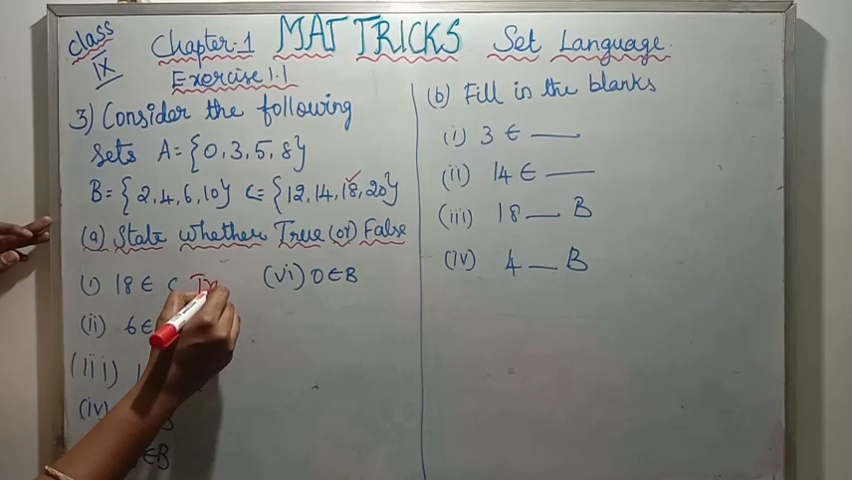 class
IX
Chapter-1 MATTRICKS Set Language
Exercise 1.1
3) Consider the following
Sets A = {0, 3, 5, 8}
B = {2, 4, 6, 10} C = {12, 14, 18, 20}
(a) State whether True (or) False
(i) 18 ∈ C
(ii) 6 ∈
(iii)
(iv)
∈ B
(vi) 0 ∈ B
(b) Fill in the blanks
(i) 3 ∈ ___
(ii) 14 ∈ ___
(iii) 18 ___ B
(iv) 4 ___ B